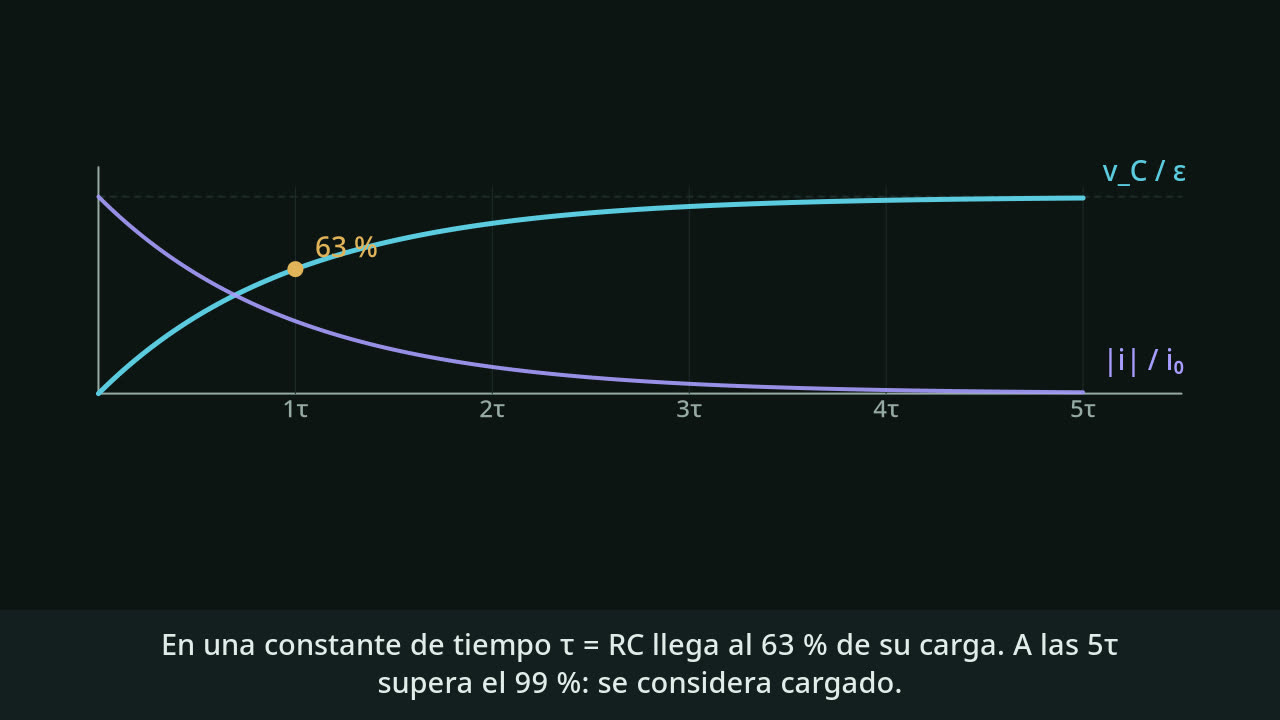 v_C / ε
63 %
|i| / i₀
1τ 2τ 3τ 4τ 5τ
En una constante de tiempo τ = RC llega al 63 % de su carga. A las 5τ
supera el 99 %: se considera cargado.